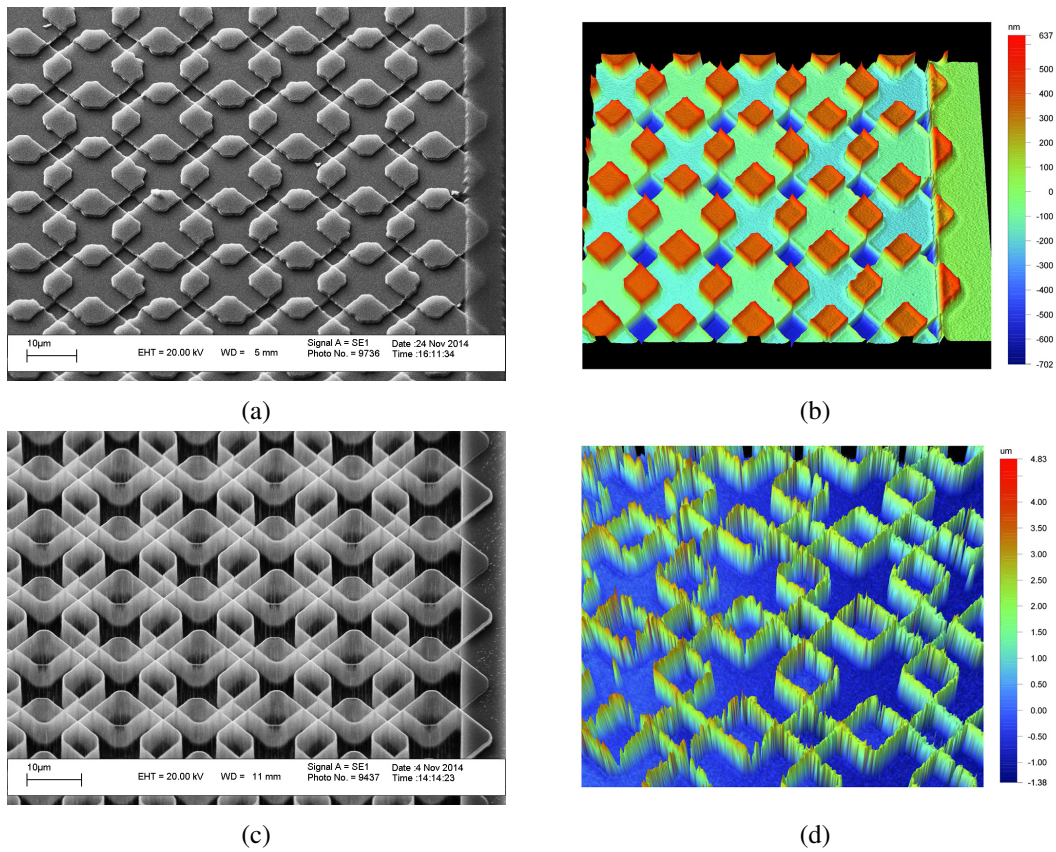 10µm
EHT = 20.00 kV
WD = 5 mm
Signal A = SE1
Photo No. = 9736
Date :24 Nov 2014
Time :16:11:34
(a)
nm
637
500
400
300
200
100
0
-100
-200
-300
-400
-500
-600
-702
(b)
10µm
EHT = 20.00 kV
WD = 11 mm
Signal A = SE1
Photo No. = 9437
Date :4 Nov 2014
Time :14:14:23
(c)
um
4.83
4.00
3.50
3.00
2.50
2.00
1.50
1.00
0.50
0.00
-0.50
-1.38
(d)